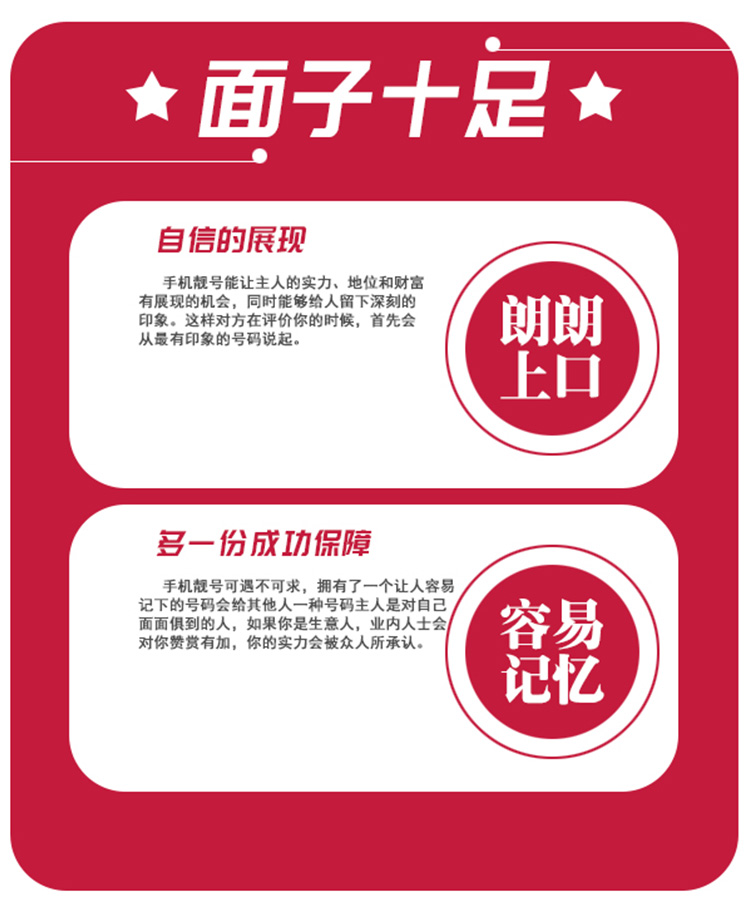 面子十足
自信的展现
手机靓号能让主人的实力、地位和财富
有展现的机会，同时能够给人留下深刻的
印象。这样对方在评价你的时候，首先会
从最有印象的号码说起。
朗朗
上口
多一份成功保障
手机靓号可遇不可求，拥有了一个让人容易
记下的号码会给其他人一种号码主人是对自己
面面俱到的人，如果你是生意人，业内人士会
对你赞赏有加，你的实力会被众人所承认。
容易
记忆